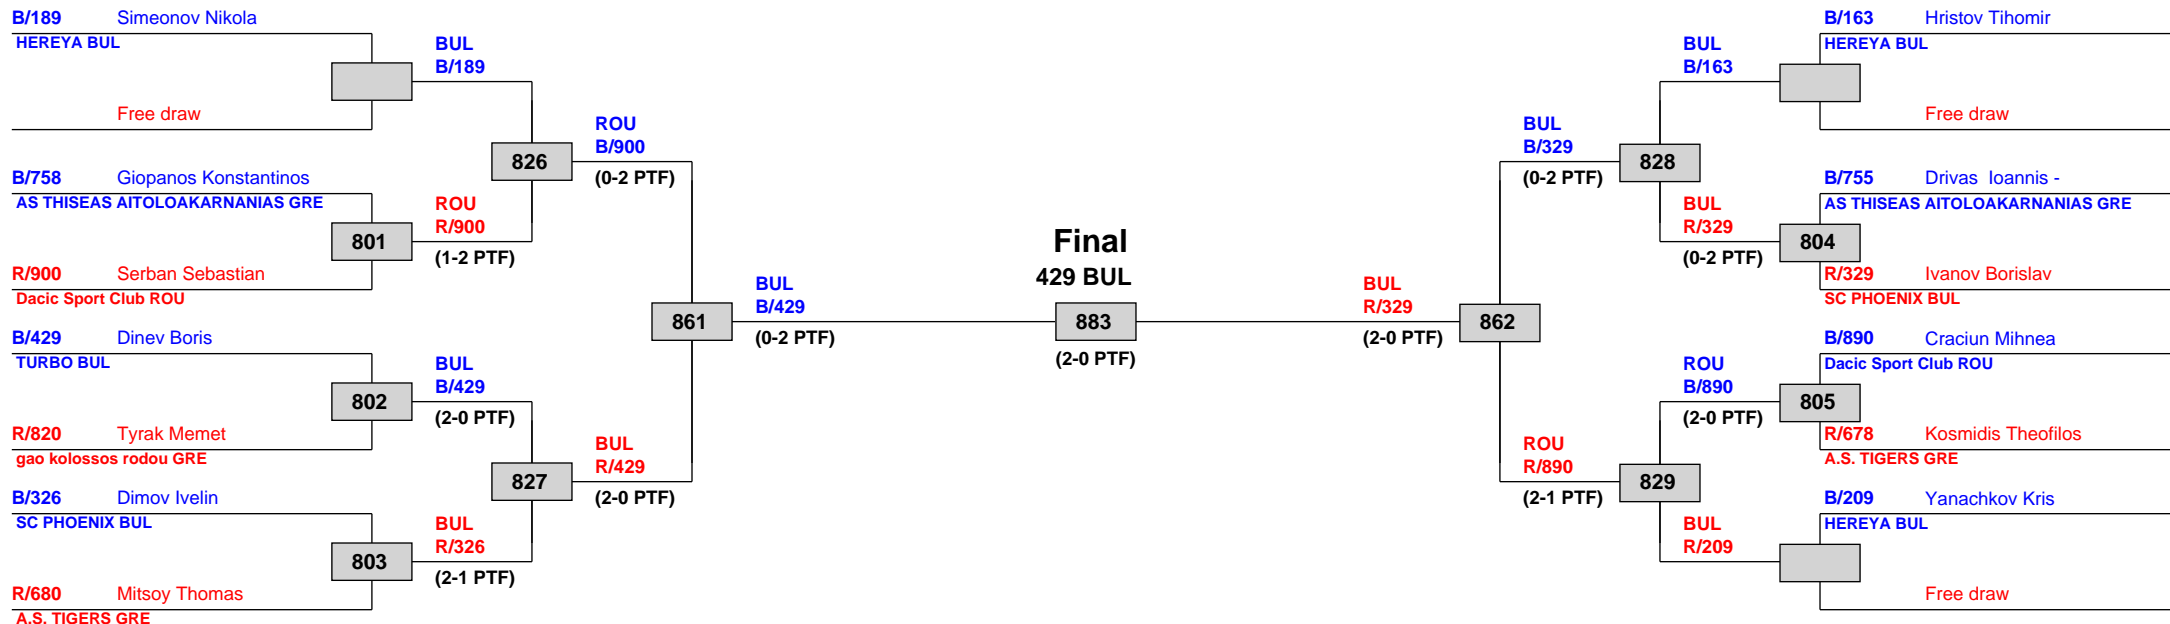 B/189 Simeonov Nikola
HEREYA BUL
Free draw
B/758 Giopanos Konstantinos
AS THISEAS AITOLOAKARNANIAS GRE
801
R/900 Serban Sebastian
Dacic Sport Club ROU
B/429 Dinev Boris
TURBO BUL
802
R/820 Tyrak Memet
gao kolossos rodou GRE
B/326 Dimov Ivelin
SC PHOENIX BUL
803
R/680 Mitsoy Thomas
A.S. TIGERS GRE
BUL
B/189
826
ROU
R/900
(1-2 PTF)
BUL
B/429
(2-0 PTF)
827
BUL
R/326
(2-1 PTF)
ROU
B/900
(0-2 PTF)
861
BUL
R/429
(2-0 PTF)
BUL
B/429
(0-2 PTF)
Final
429 BUL
883
(2-0 PTF)
BUL
R/329
(2-0 PTF)
862
BUL
B/329
(0-2 PTF)
828
ROU
R/890
(2-1 PTF)
829
BUL
B/163
BUL
R/329
(0-2 PTF)
ROU
B/890
(2-0 PTF)
BUL
R/209
B/163 Hristov Tihomir
HEREYA BUL
Free draw
B/755 Drivas Ioannis -
AS THISEAS AITOLOAKARNANIAS GRE
804
R/329 Ivanov Borislav
SC PHOENIX BUL
B/890 Craciun Mihnea
Dacic Sport Club ROU
805
R/678 Kosmidis Theofilos
A.S. TIGERS GRE
B/209 Yanachkov Kris
HEREYA BUL
Free draw